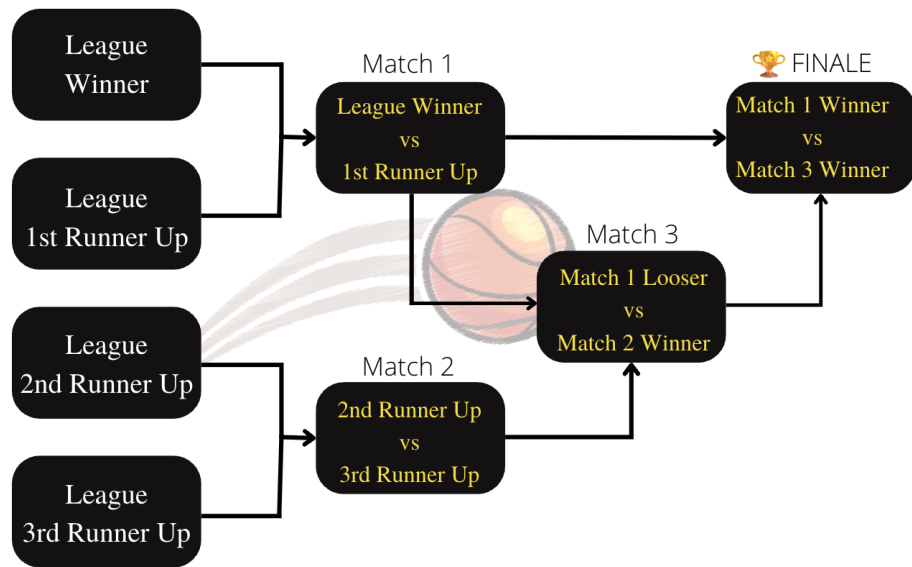 League
Winner
League
1st Runner Up
League
2nd Runner Up
League
3rd Runner Up
Match 1
League Winner
vs
1st Runner Up
Match 2
2nd Runner Up
vs
3rd Runner Up
Match 3
Match 1 Looser
vs
Match 2 Winner
🏆 FINALE
Match 1 Winner
vs
Match 3 Winner